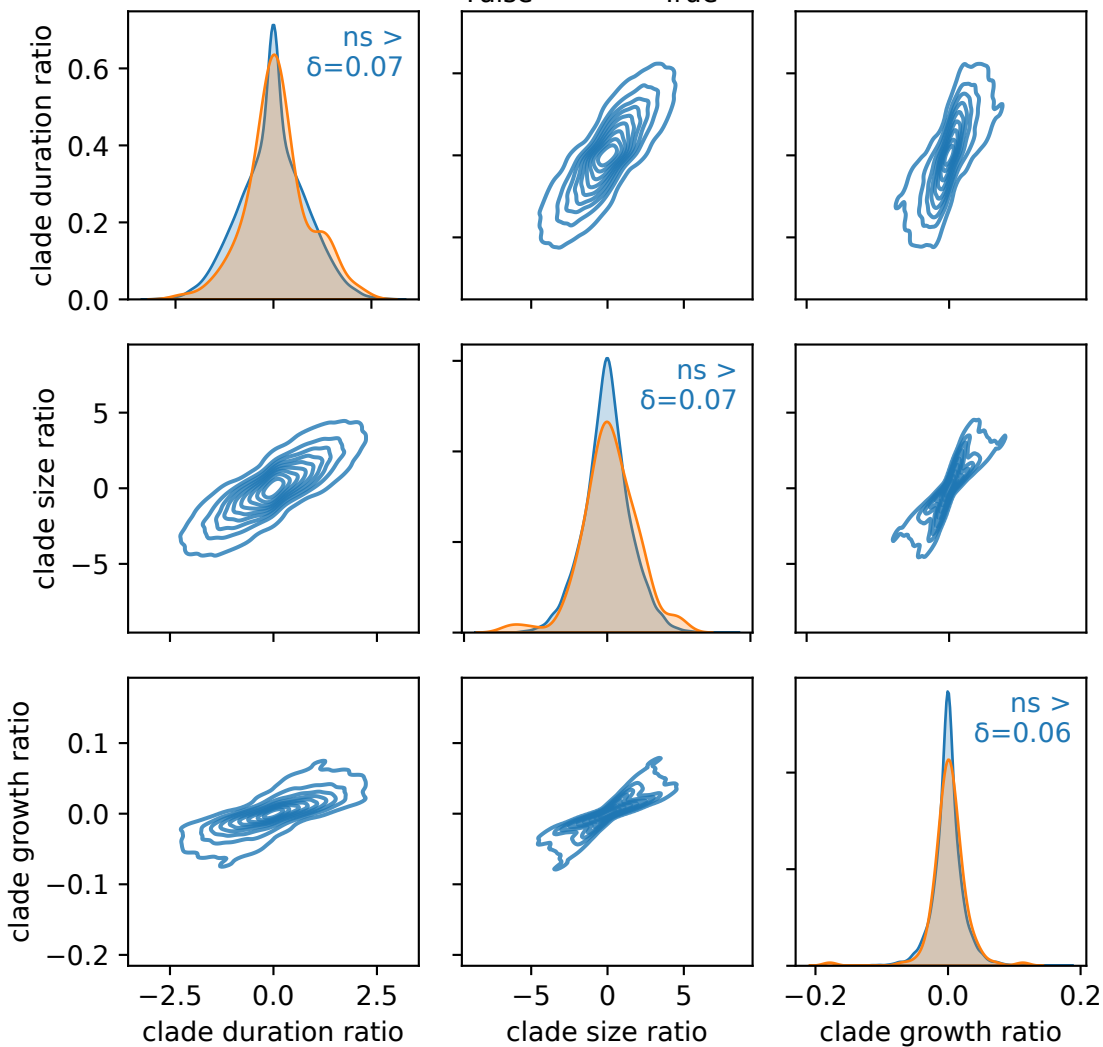 True
clade duration ratio
0.6
0.4
0.2
0.0
ns >
δ=0.07
clade size ratio
5
0
−5
ns >
δ=0.07
clade growth ratio
0.1
0.0
−0.1
−0.2
ns >
δ=0.06
−2.5 0.0 2.5
−5 0 5
−0.2 0.0 0.2
clade duration ratio
clade size ratio
clade growth ratio